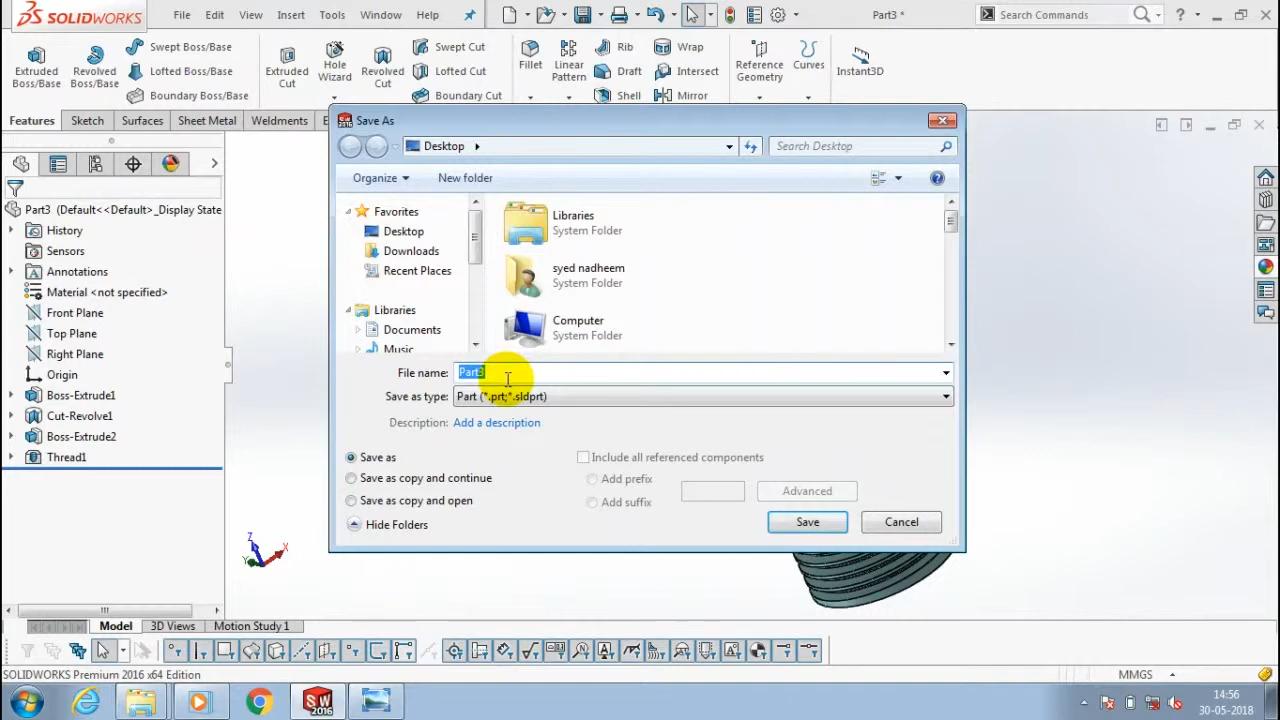 SOLIDWORKS File Edit View Insert Tools Window Help Part3 * Search Commands
Extruded Boss/Base
Revolved Boss/Base
Swept Boss/Base
Lofted Boss/Base
Boundary Boss/Base
Extruded Cut
Hole Wizard
Revolved Cut
Swept Cut
Lofted Cut
Boundary Cut
Fillet
Linear Pattern
Rib
Draft
Shell
Wrap
Intersect
Mirror
Reference Geometry
Curves
Instant3D
Features Sketch Surfaces Sheet Metal Weldments
Part3 (Default<<Default>_Display State
History
Sensors
Annotations
Material <not specified>
Front Plane
Top Plane
Right Plane
Origin
Boss-Extrude1
Cut-Revolve1
Boss-Extrude2
Thread1
Save As
Desktop
Search Desktop
Organize New folder
Favorites
Desktop
Downloads
Recent Places
Libraries
Documents
Music
Libraries
System Folder
syed nadheem
System Folder
Computer
System Folder
File name: Part3
Save as type: Part (*.prt;*.sldprt)
Description: Add a description
Save as
Save as copy and continue
Save as copy and open
Include all referenced components
Add prefix
Add suffix
Advanced
Hide Folders
Save Cancel
Z
X
Y
Model 3D Views Motion Study 1
SOLIDWORKS Premium 2016 x64 Edition MMGS
14:56
30-05-2018